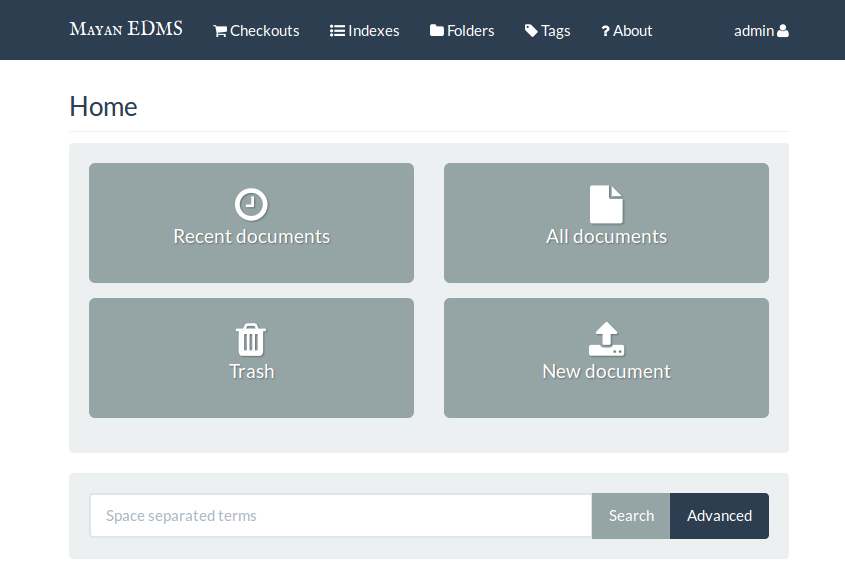 Mayan EDMS Checkouts Indexes Folders Tags ? About admin
Home
Recent documents
All documents
Trash
New document
Space separated terms Search Advanced